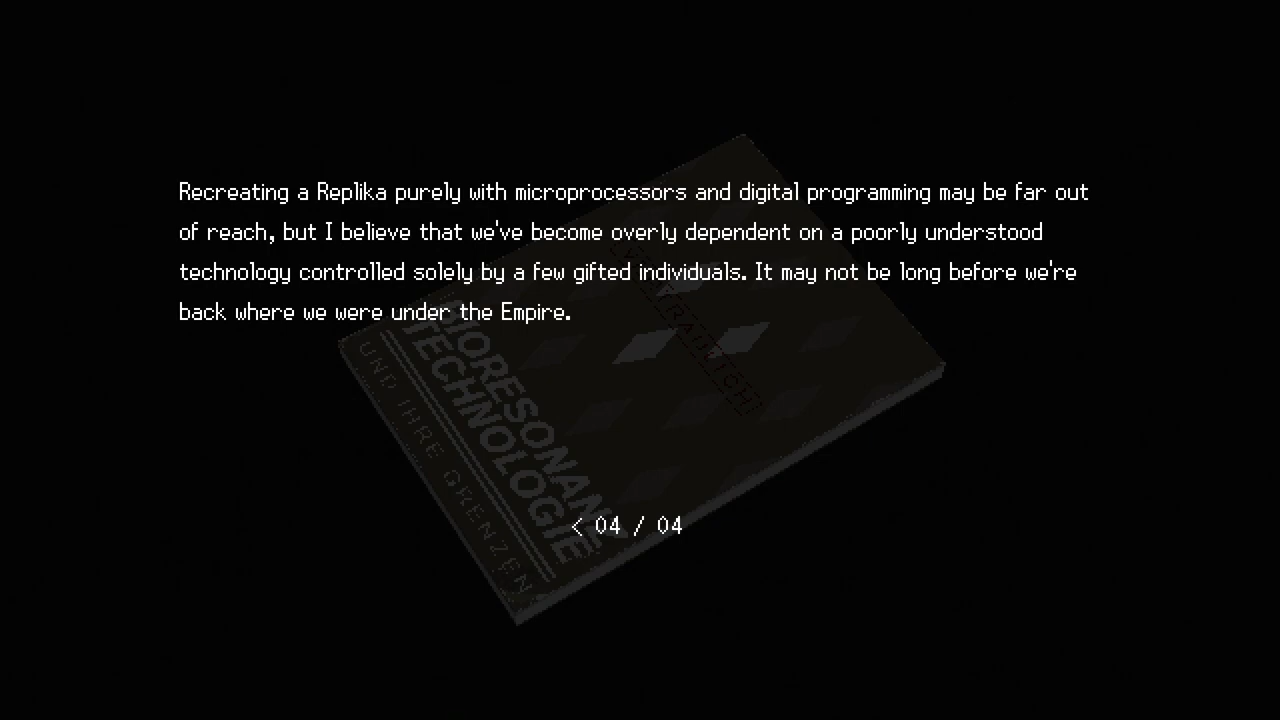 Recreating a Replika purely with microprocessors and digital programming may be far out
of reach, but I believe that we've become overly dependent on a poorly understood
technology controlled solely by a few gifted individuals. It may not be long before we're
back where we were under the Empire.
BIORESONANZ
TECHNOLOGIE
UND IHRE GRENZEN
< 04 / 04